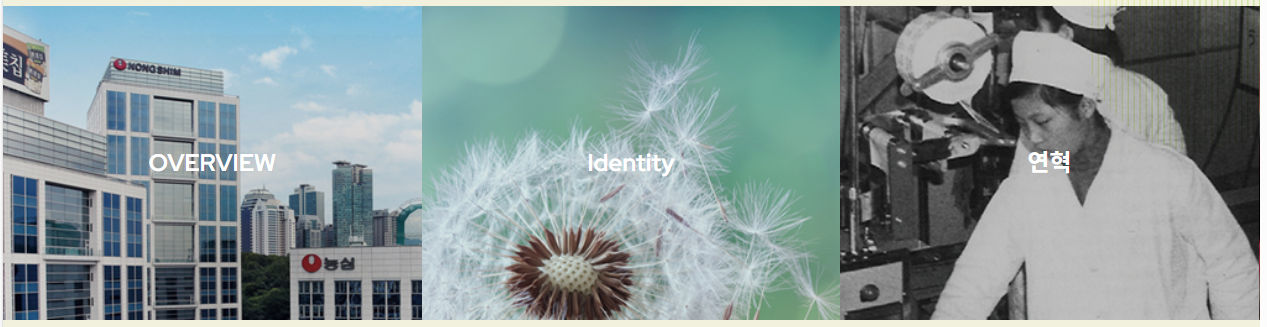 NONGSHIM
농심
OVERVIEW
Identity
연혁